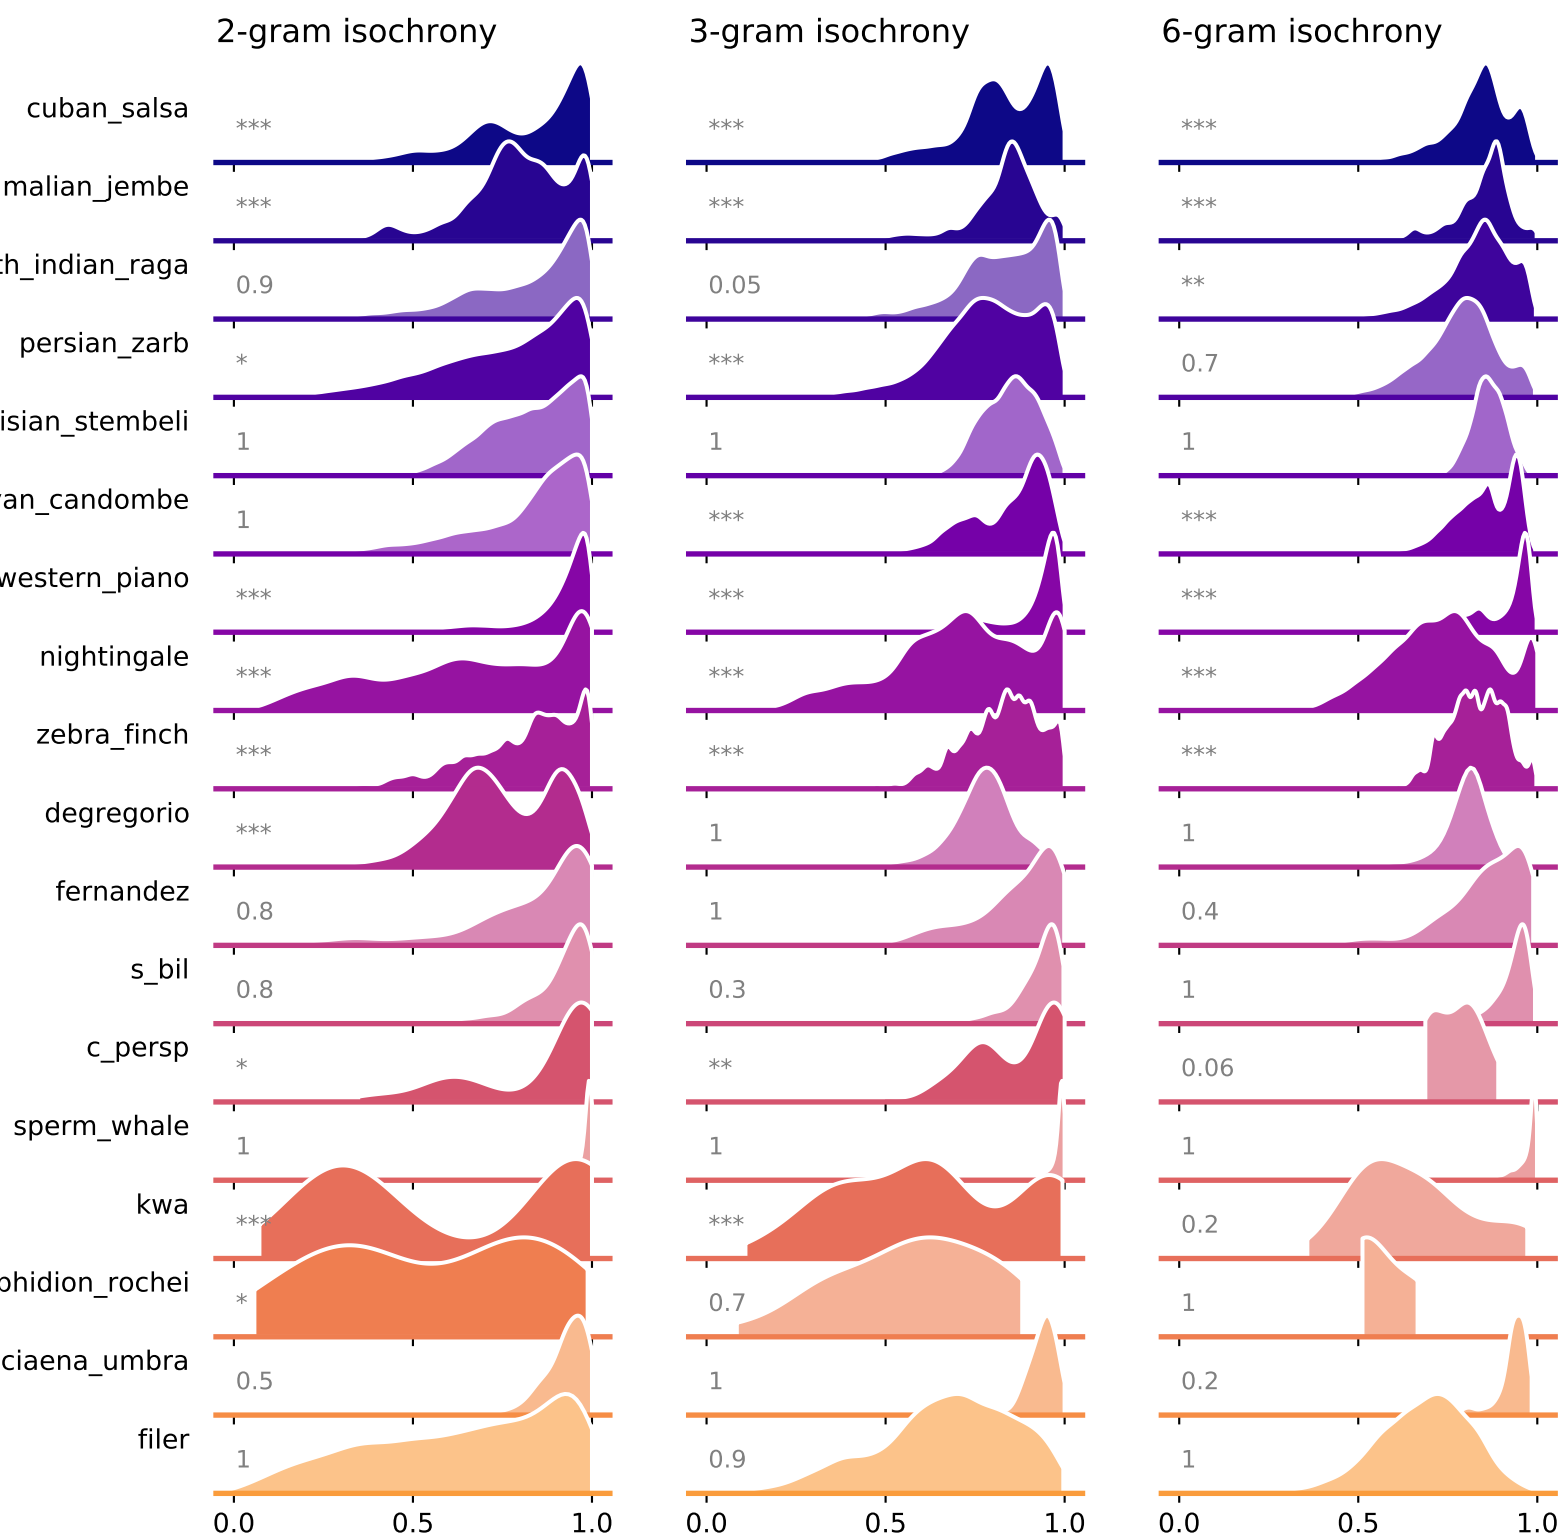 2-gram isochrony 3-gram isochrony 6-gram isochrony
cuban_salsa *** *** ***
malian_jembe *** *** ***
th_indian_raga 0.9 0.05 **
persian_zarb * *** 0.7
isian_stembeli 1 1 1
yan_candombe 1 *** ***
western_piano *** *** ***
nightingale *** *** ***
zebra_finch *** *** ***
degregorio *** 1 1
fernandez 0.8 1 0.4
s_bil 0.8 0.3 1
c_persp * ** 0.06
sperm_whale 1 1 1
kwa *** *** 0.2
phidion_rochei * 0.7 1
ciaena_umbra 0.5 1 0.2
filer 1 0.9 1
0.0 0.5 1.0 0.0 0.5 1.0 0.0 0.5 1.0